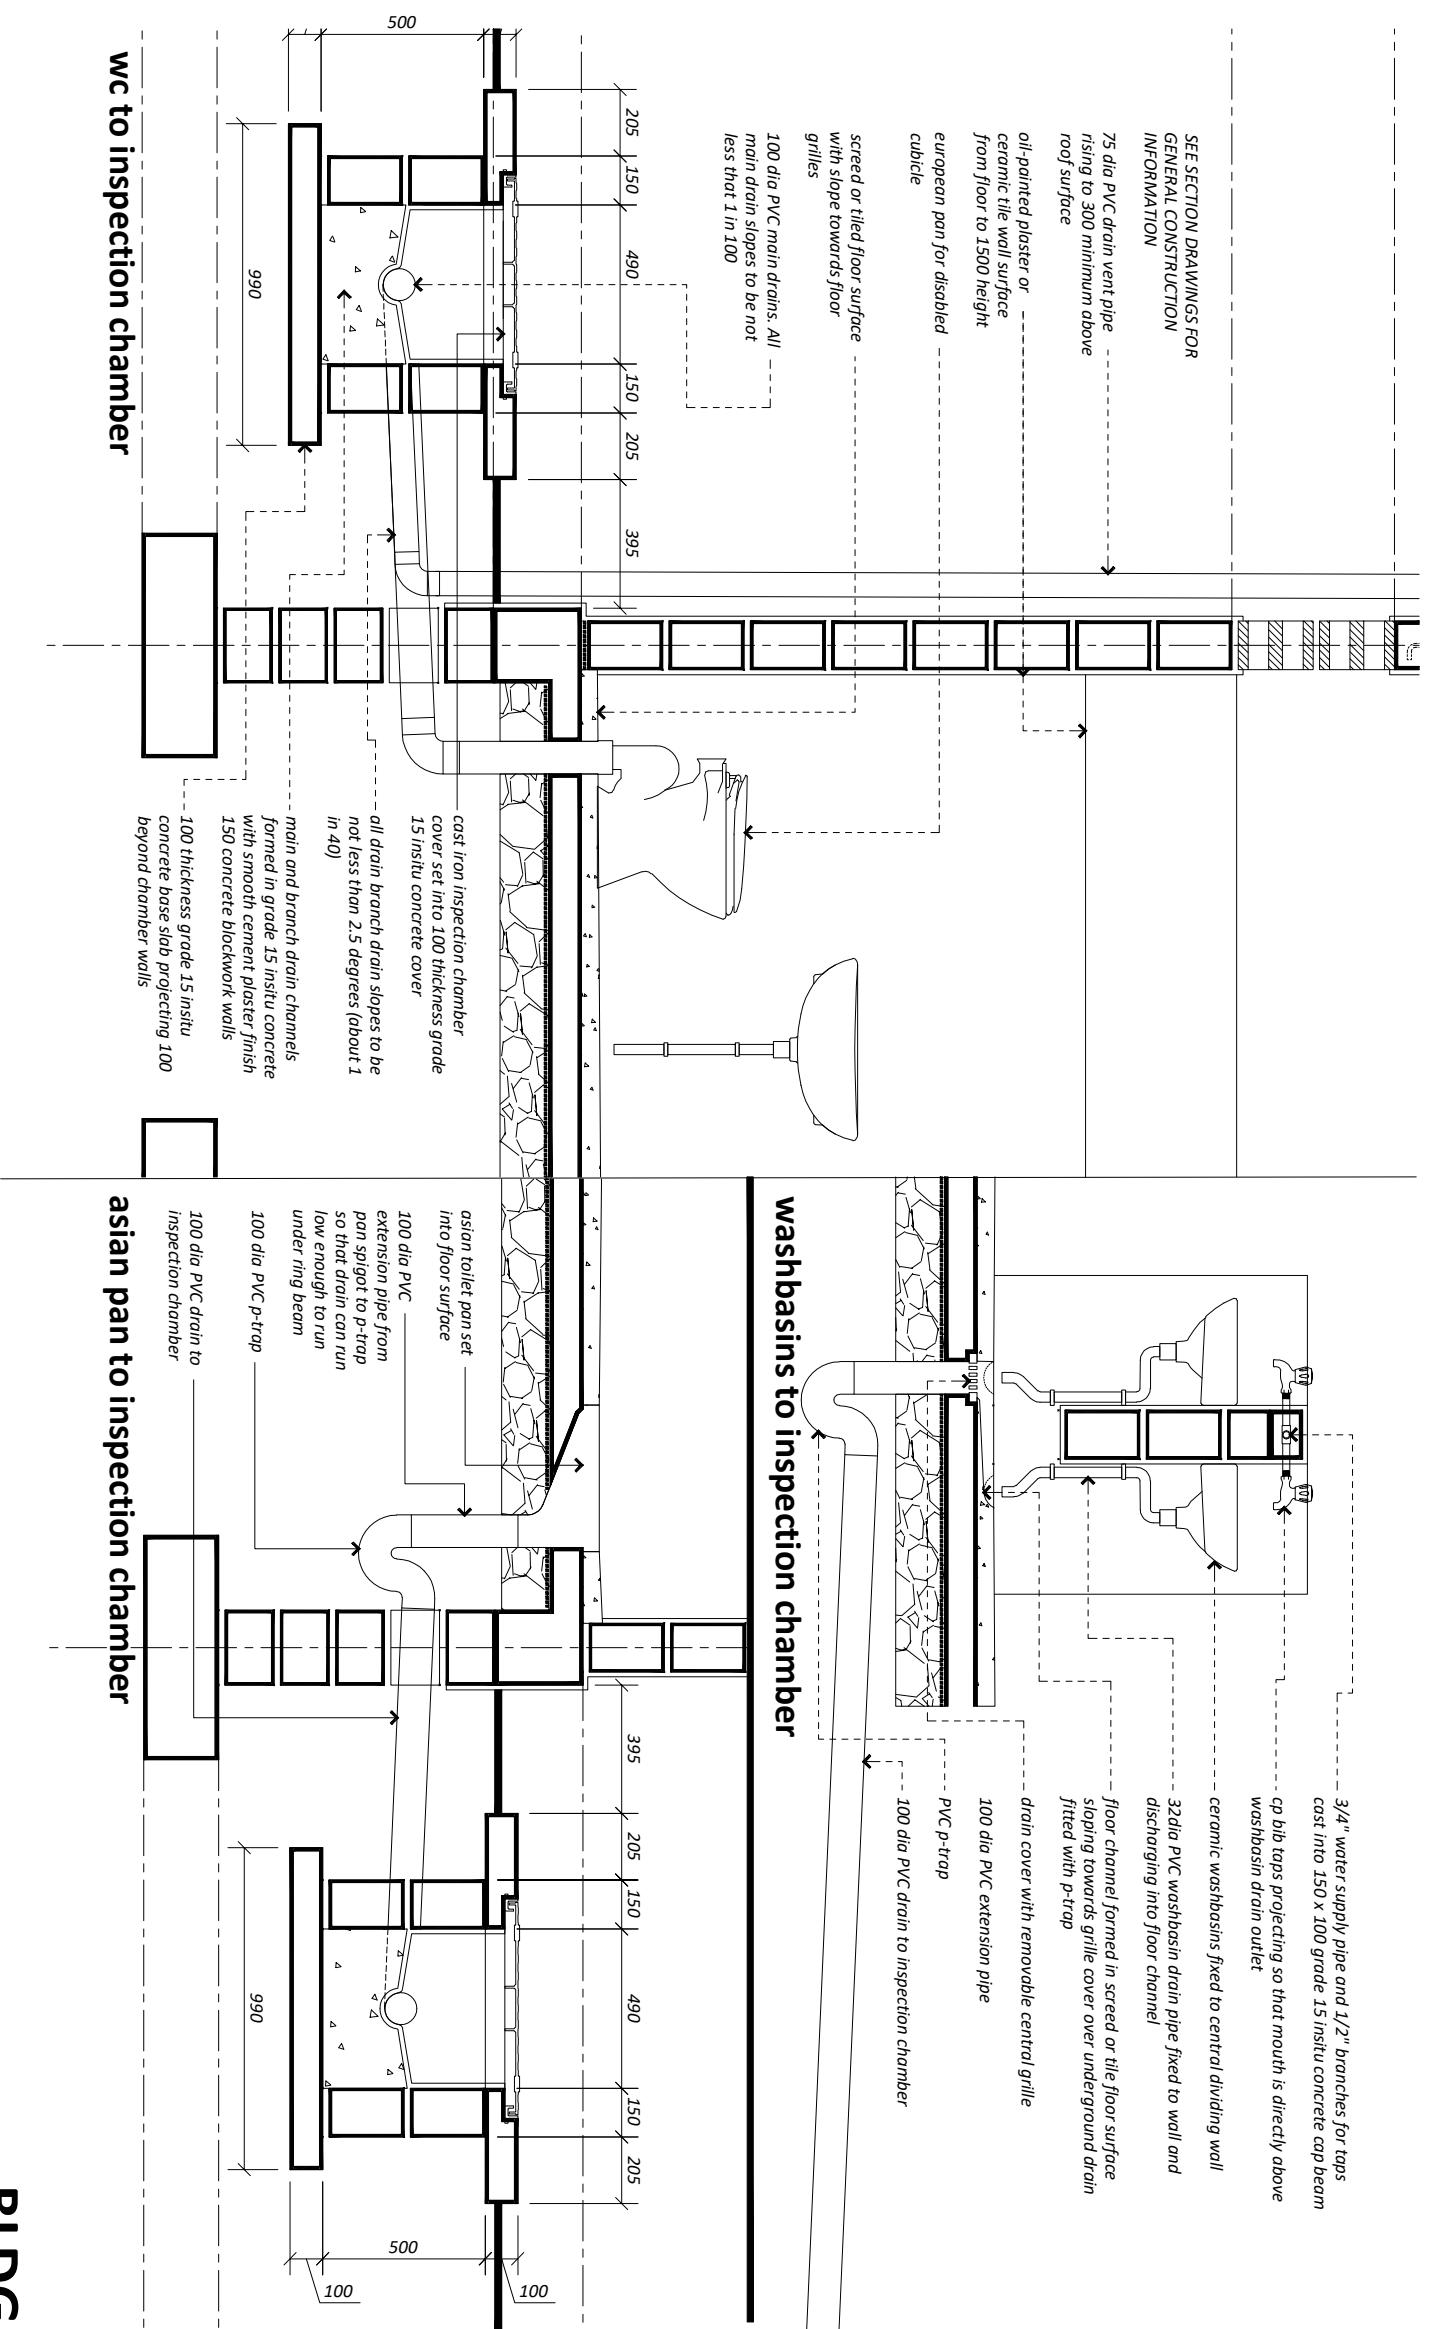 SEE SECTION DRAWINGS FOR
GENERAL CONSTRUCTION
INFORMATION
75 dia PVC drain vent pipe
rising to 300 minimum above
roof surface
oil-painted plaster or
ceramic tile wall surface
from floor to 1500 height
european pan for disabled
cubicle
screed or tiled floor surface
with slope towards floor
grilles
100 dia PVC main drains. All
main drain slopes to be not
less that 1 in 100
205
150
490
150
205
395
500
990
cast iron inspection chamber
cover set into 100 thickness grade
15 insitu concrete cover
all drain branch drain slopes to be
not less than 2.5 degrees (about 1
in 40)
main and branch drain channels
formed in grade 15 insitu concrete
with smooth cement plaster finish
150 concrete blockwork walls
100 thickness grade 15 insitu
concrete base slab projecting 100
beyond chamber walls
wc to inspection chamber
3/4" water supply pipe and 1/2" branches for taps
cast into 150 x 100 grade 15 insitu concrete cap beam
cp bib taps projecting so that mouth is directly above
washbasin drain outlet
ceramic washbasins fixed to central dividing wall
32dia PVC washbasin drain pipe fixed to wall and
discharging into floor channel
floor channel formed in screed or tile floor surface
sloping towards grille cover over underground drain
fitted with p-trap
drain cover with removable central grille
100 dia PVC extension pipe
PVC p-trap
100 dia PVC drain to inspection chamber
washbasins to inspection chamber
asian toilet pan set
into floor surface
100 dia PVC
extension pipe from
pan spigot to p-trap
so that drain can run
low enough to run
under ring beam
100 dia PVC p-trap
100 dia PVC drain to
inspection chamber
395
205
150
490
150
205
990
500
100
100
asian pan to inspection chamber
BLDG